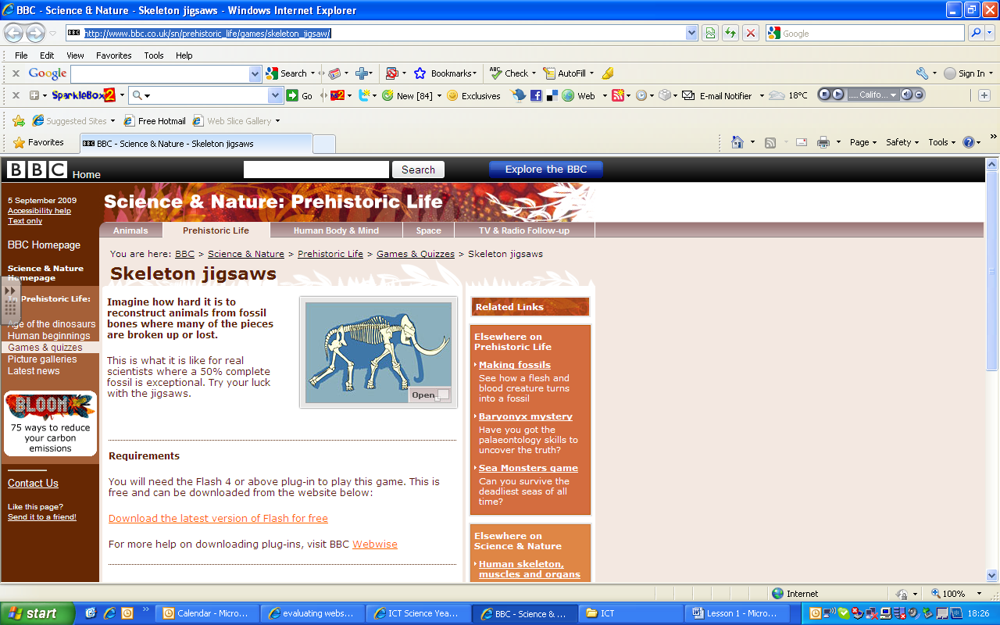 BBC - Science & Nature - Skeleton jigsaws - Windows Internet Explorer
BBC http://www.bbc.co.uk/sn/prehistoric_life/games/skeleton_jigsaw/ Google
File Edit View Favorites Tools Help
x Google Search Bookmarks ABC Check AutoFill Sign In
x SparkleBox2 Go 2 New [84] Exclusives Web E-mail Notifier 18°C ...... Califo...
Suggested Sites Free Hotmail Web Slice Gallery
Favorites BBC BBC - Science & Nature - Skeleton jigsaws Page Safety Tools
BBC Home Search Explore the BBC
5 September 2009
Accessibility help
Text only
BBC Homepage
Science & Nature
Homepage
In Prehistoric Life:
Age of the dinosaurs
Human beginnings
Games & quizzes
Picture galleries
Latest news
BLOOM
75 ways to reduce
your carbon
emissions
Contact Us
Like this page?
Send it to a friend!
Science & Nature: Prehistoric Life
Animals Prehistoric Life Human Body & Mind Space TV & Radio Follow-up
You are here: BBC > Science & Nature > Prehistoric Life > Games & Quizzes > Skeleton jigsaws
Skeleton jigsaws
Imagine how hard it is to
reconstruct animals from fossil
bones where many of the pieces
are broken up or lost.
This is what it is like for real
scientists where a 50% complete
fossil is exceptional. Try your luck
with the jigsaws.
Open
Requirements
You will need the Flash 4 or above plug-in to play this game. This is
free and can be downloaded from the website below:
Download the latest version of Flash for free
For more help on downloading plug-ins, visit BBC Webwise
Related Links
Elsewhere on
Prehistoric Life
Making fossils
See how a flesh and
blood creature turns
into a fossil
Baryonyx mystery
Have you got the
palaeontology skills to
uncover the truth?
Sea Monsters game
Can you survive the
deadliest seas of all
time?
Elsewhere on
Science & Nature
Human skeleton,
muscles and organs
Internet 100%
start Calendar - Micro... evaluating webs... ICT Science Yea... BBC - Science & ... ICT Lesson 1 - Micro... 18:26